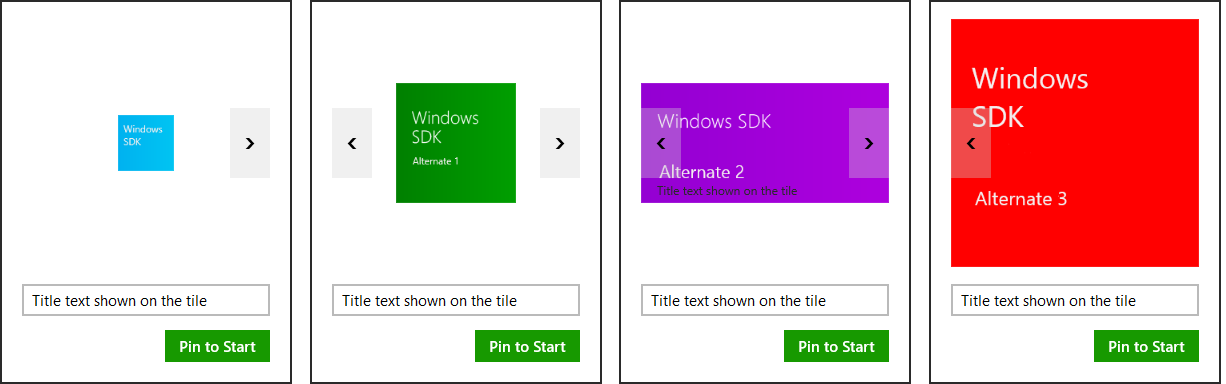 Windows
SDK
Title text shown on the tile
Pin to Start
Windows
SDK
Alternate 1
Title text shown on the tile
Pin to Start
Windows SDK
Alternate 2
Title text shown on the tile
Title text shown on the tile
Pin to Start
Windows
SDK
Alternate 3
Title text shown on the tile
Pin to Start